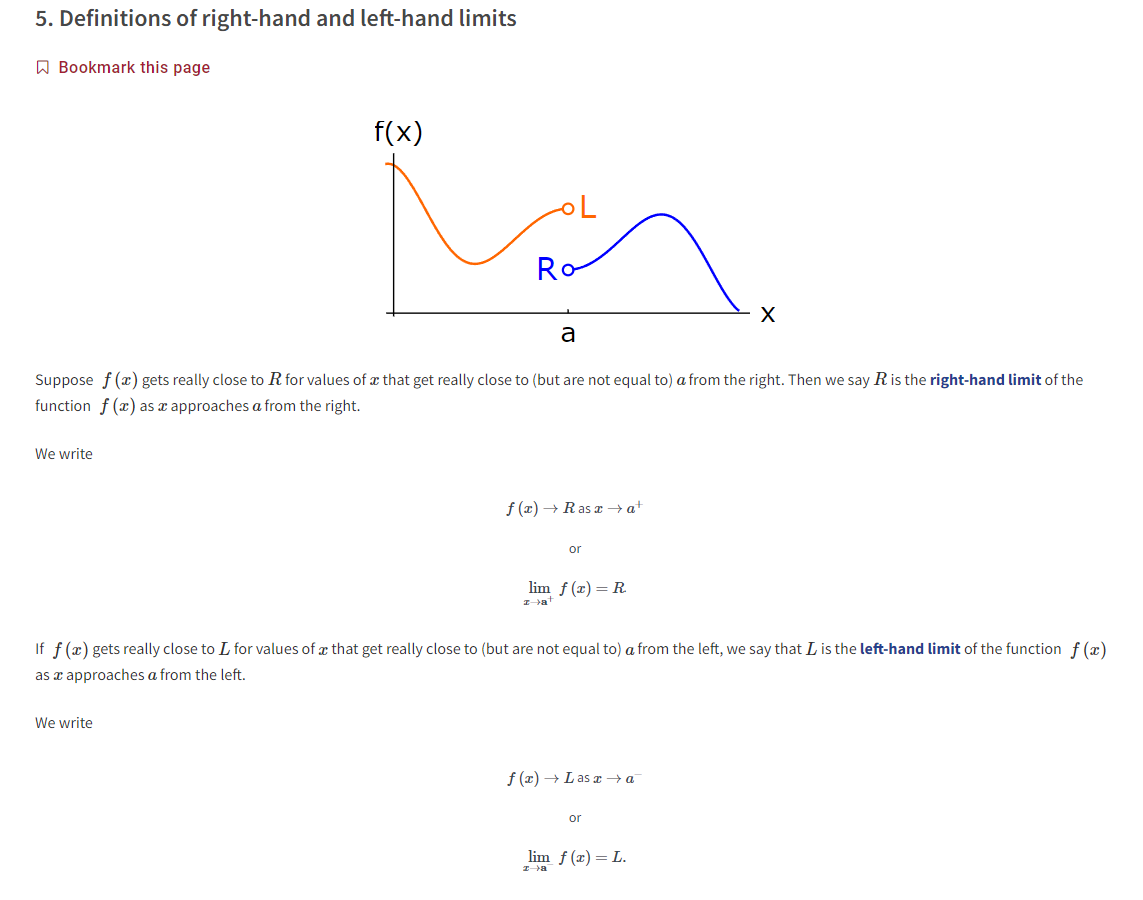 5. Definitions of right-hand and left-hand limits
Bookmark this page
f(x)
L
R
x
a
Suppose f (x) gets really close to R for values of x that get really close to (but are not equal to) a from the right. Then we say R is the right-hand limit of the
function f (x) as x approaches a from the right.
We write
f (x) → R as x → a⁺
or
lim f (x) = R
x→a⁺
If f (x) gets really close to L for values of x that get really close to (but are not equal to) a from the left, we say that L is the left-hand limit of the function f (x)
as x approaches a from the left.
We write
f (x) → L as x → a⁻
or
lim f (x) = L.
x→a⁻